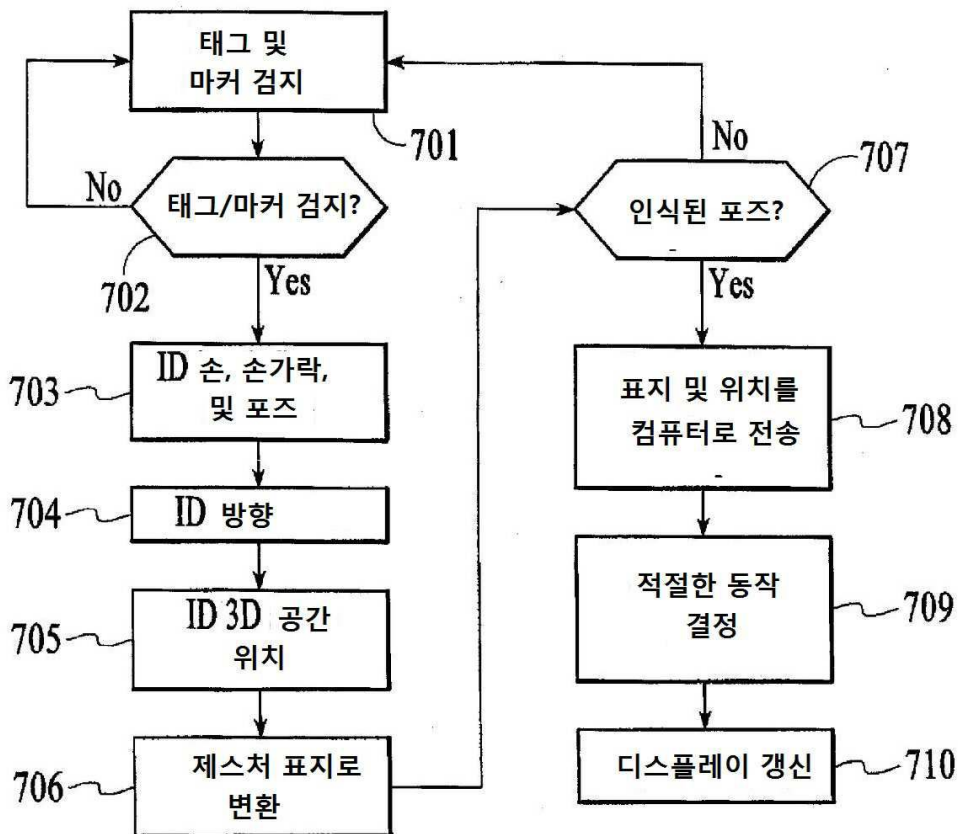 태그 및
마커 검지
701
No
태그/마커 검지?
702
Yes
703
ID 손, 손가락,
및 포즈
704
ID 방향
705
ID 3D 공간
위치
706
제스처 표지로
변환
No
707
인식된 포즈?
Yes
표지 및 위치를
컴퓨터로 전송
708
적절한 동작
결정
709
디스플레이 갱신
710